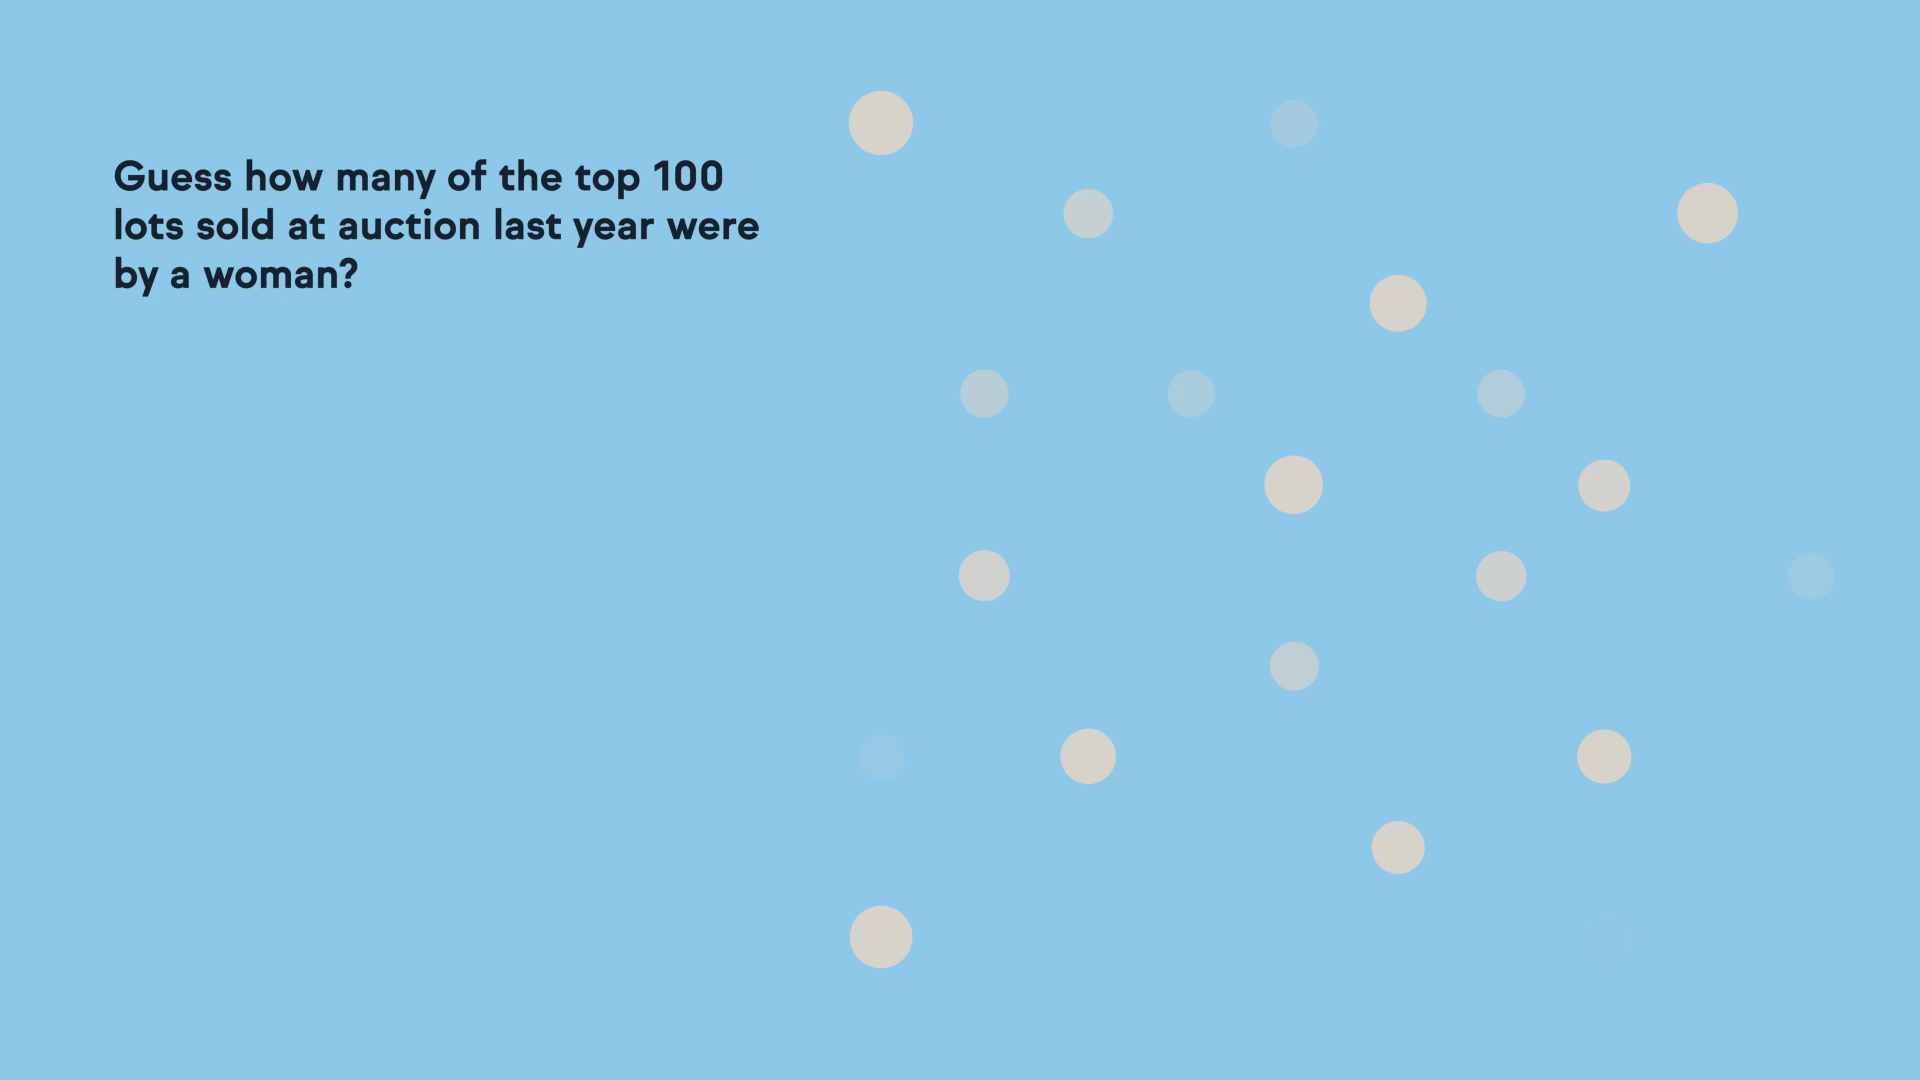 Guess how many of the top 100
lots sold at auction last year were
by a woman?